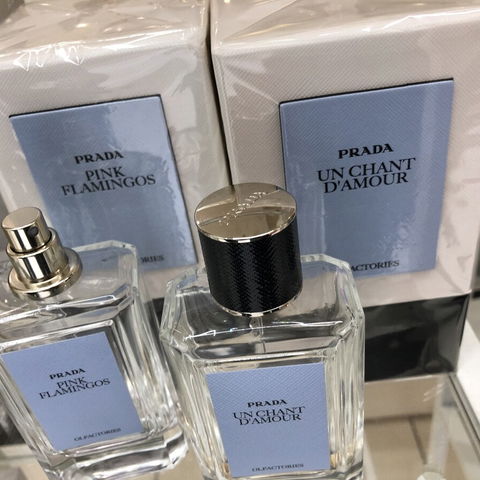 PRADA
PINK
FLAMINGOS
PRADA
UN CHANT
D'AMOUR
OLFACTORIES
PRADA
PINK
FLAMINGOS
OLFACTORIES
PRADA
UN CHANT
D'AMOUR
OLFACTORIES